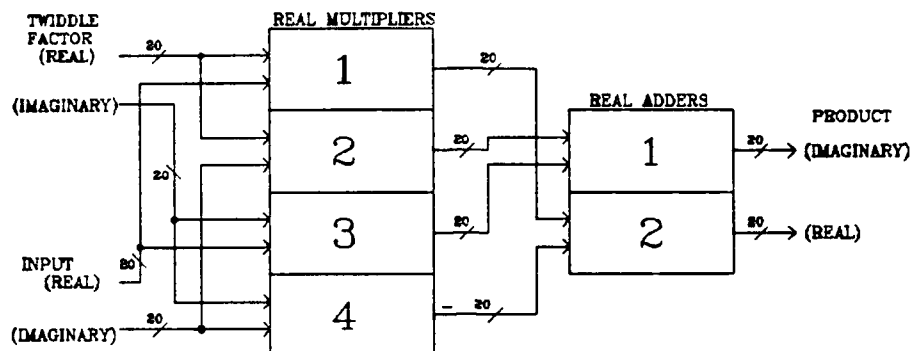 TWIDDLE
FACTOR
(REAL)
20
REAL MULTIPLIERS
1
20
(IMAGINARY)
REAL ADDERS
PRODUCT
2
20
1
20
(IMAGINARY)
20
3
20
2
20
(REAL)
INPUT
(REAL)
20
4
– 20
(IMAGINARY)
20